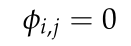 ϕ_{i,j} = 0